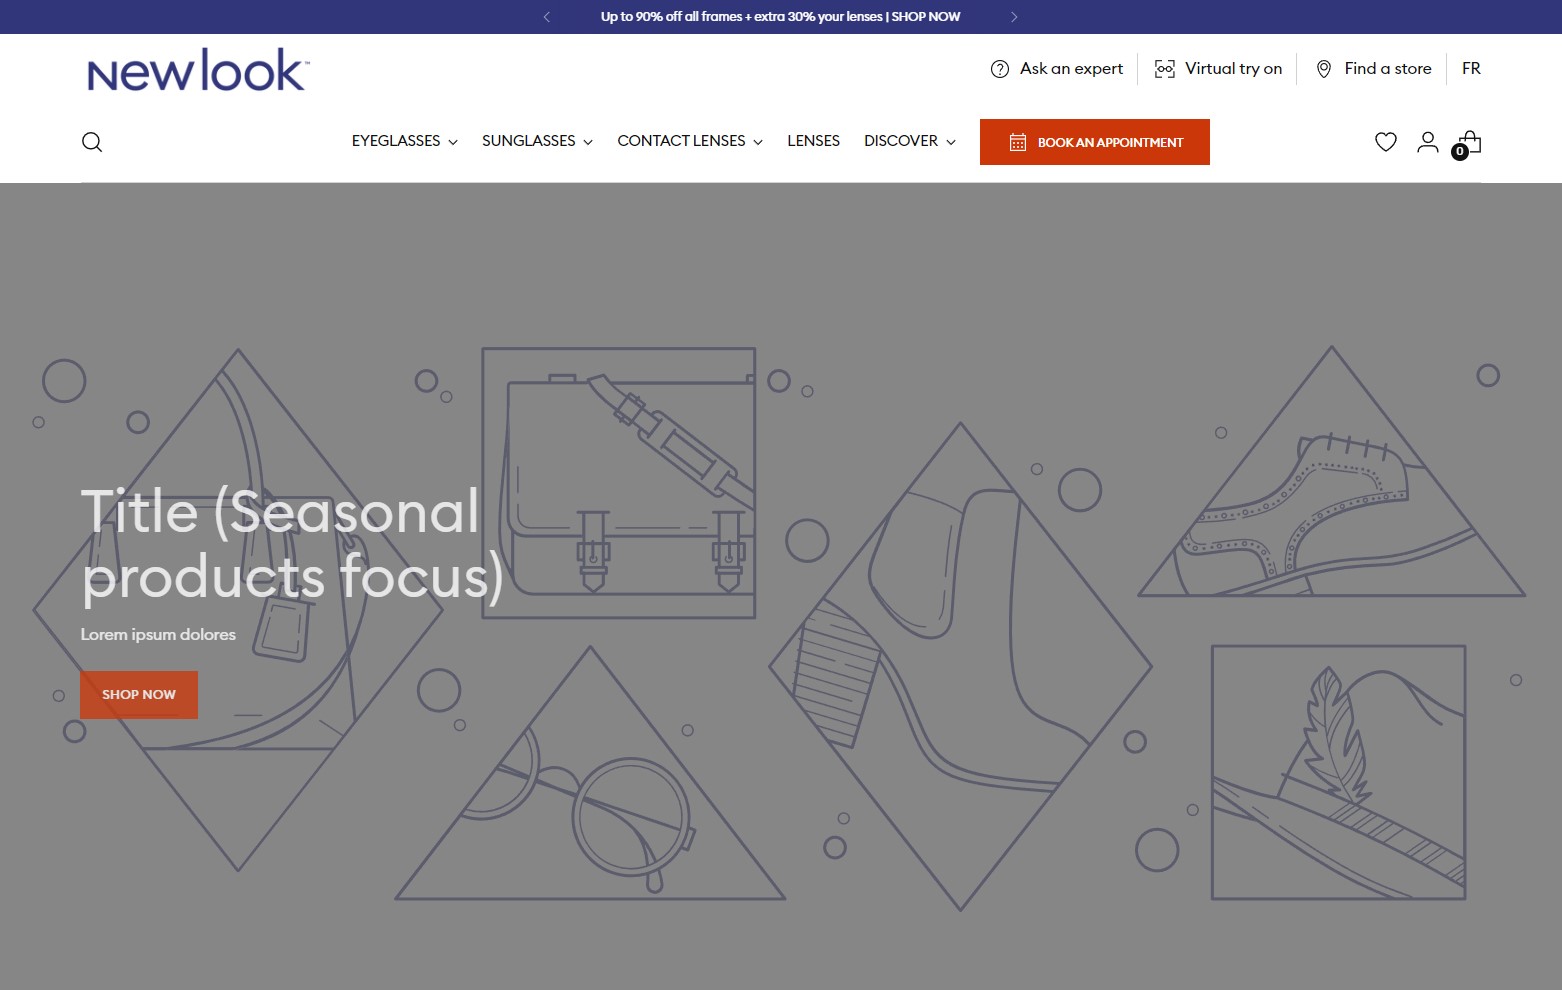 Up to 90% off all frames + extra 30% your lenses | SHOP NOW
Newlook™
Ask an expert
Virtual try on
Find a store
FR
EYEGLASSES
SUNGLASSES
CONTACT LENSES
LENSES
DISCOVER
BOOK AN APPOINTMENT
0
Title (Seasonal
products focus)
Lorem ipsum dolores
SHOP NOW